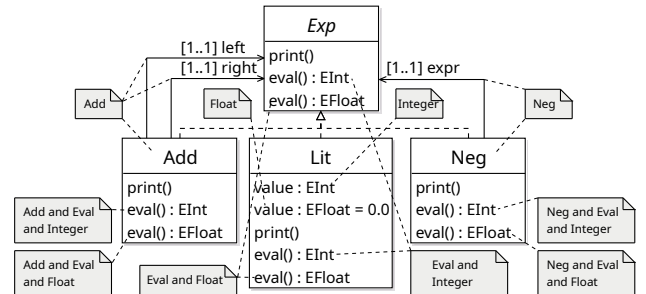 Exp
print()
eval() : EInt
eval() : EFloat
[1..1] left
[1..1] right
[1..1] expr
Add
Float
Integer
Neg
Add
print()
eval() : EInt
eval() : EFloat
Lit
value : EInt
value : EFloat = 0.0
print()
eval() : EInt
eval() : EFloat
Neg
print()
eval() : EInt
eval() : EFloat
Add and Eval
and Integer
Add and Eval
and Float
Eval and Float
Eval and
Integer
Neg and Eval
and Integer
Neg and Eval
and Float